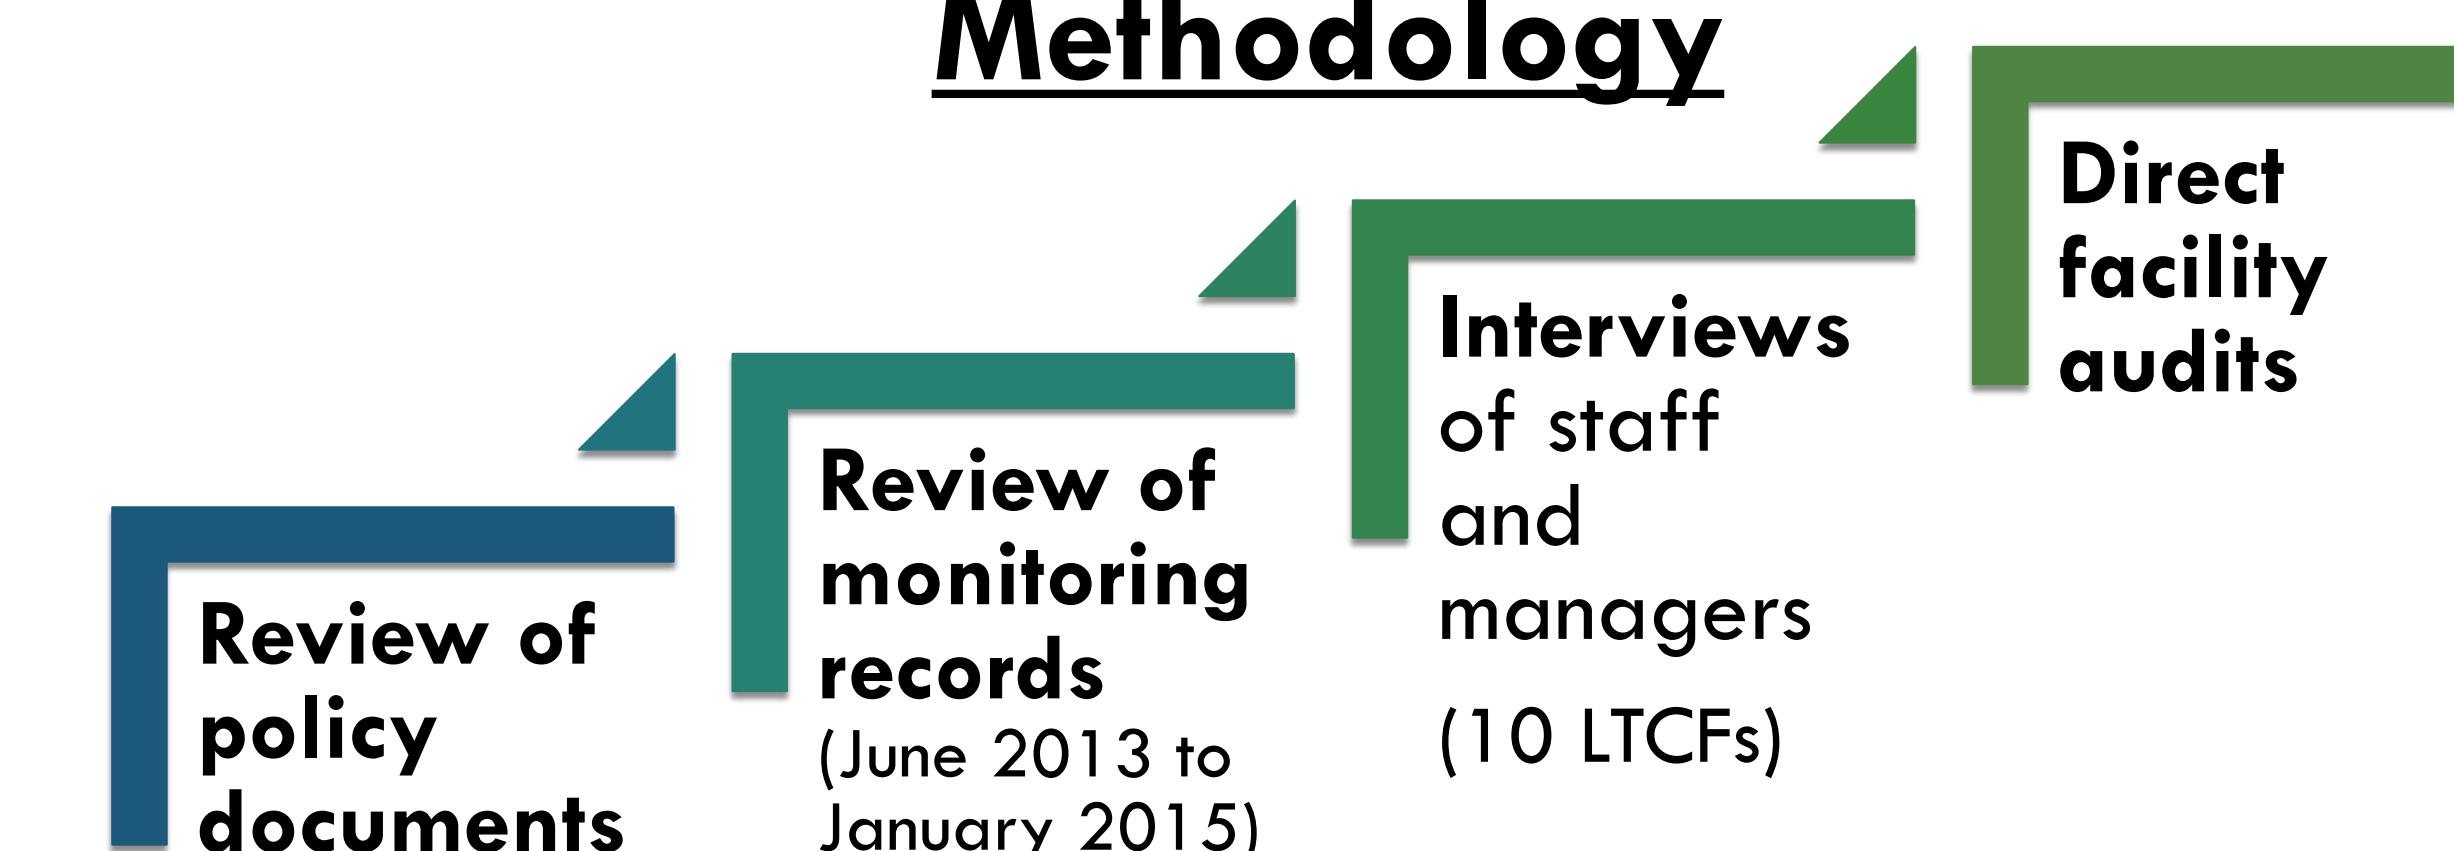 Methodology
Review of
policy
documents
Review of
monitoring
records
(June 2013 to
January 2015)
Interviews
of staff
and
managers
(10 LTCFs)
Direct
facility
audits